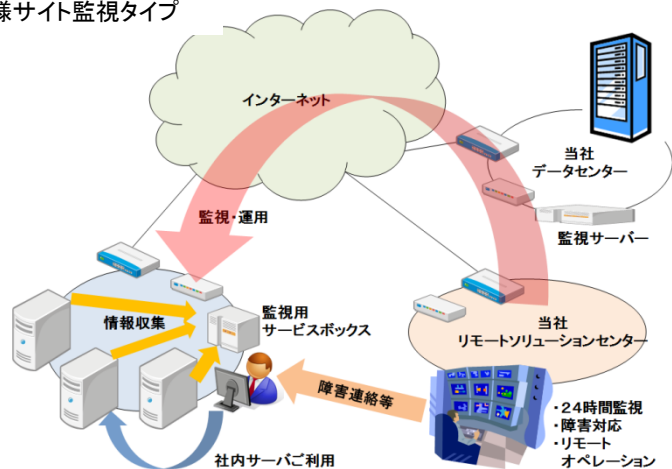 様サイト監視タイプ
インターネット
当社
データセンター
監視サーバー
監視・運用
監視用
サービスボックス
情報収集
当社
リモートソリューションセンター
障害連絡等
・24時間監視
・障害対応
・リモート
オペレーション
社内サーバご利用